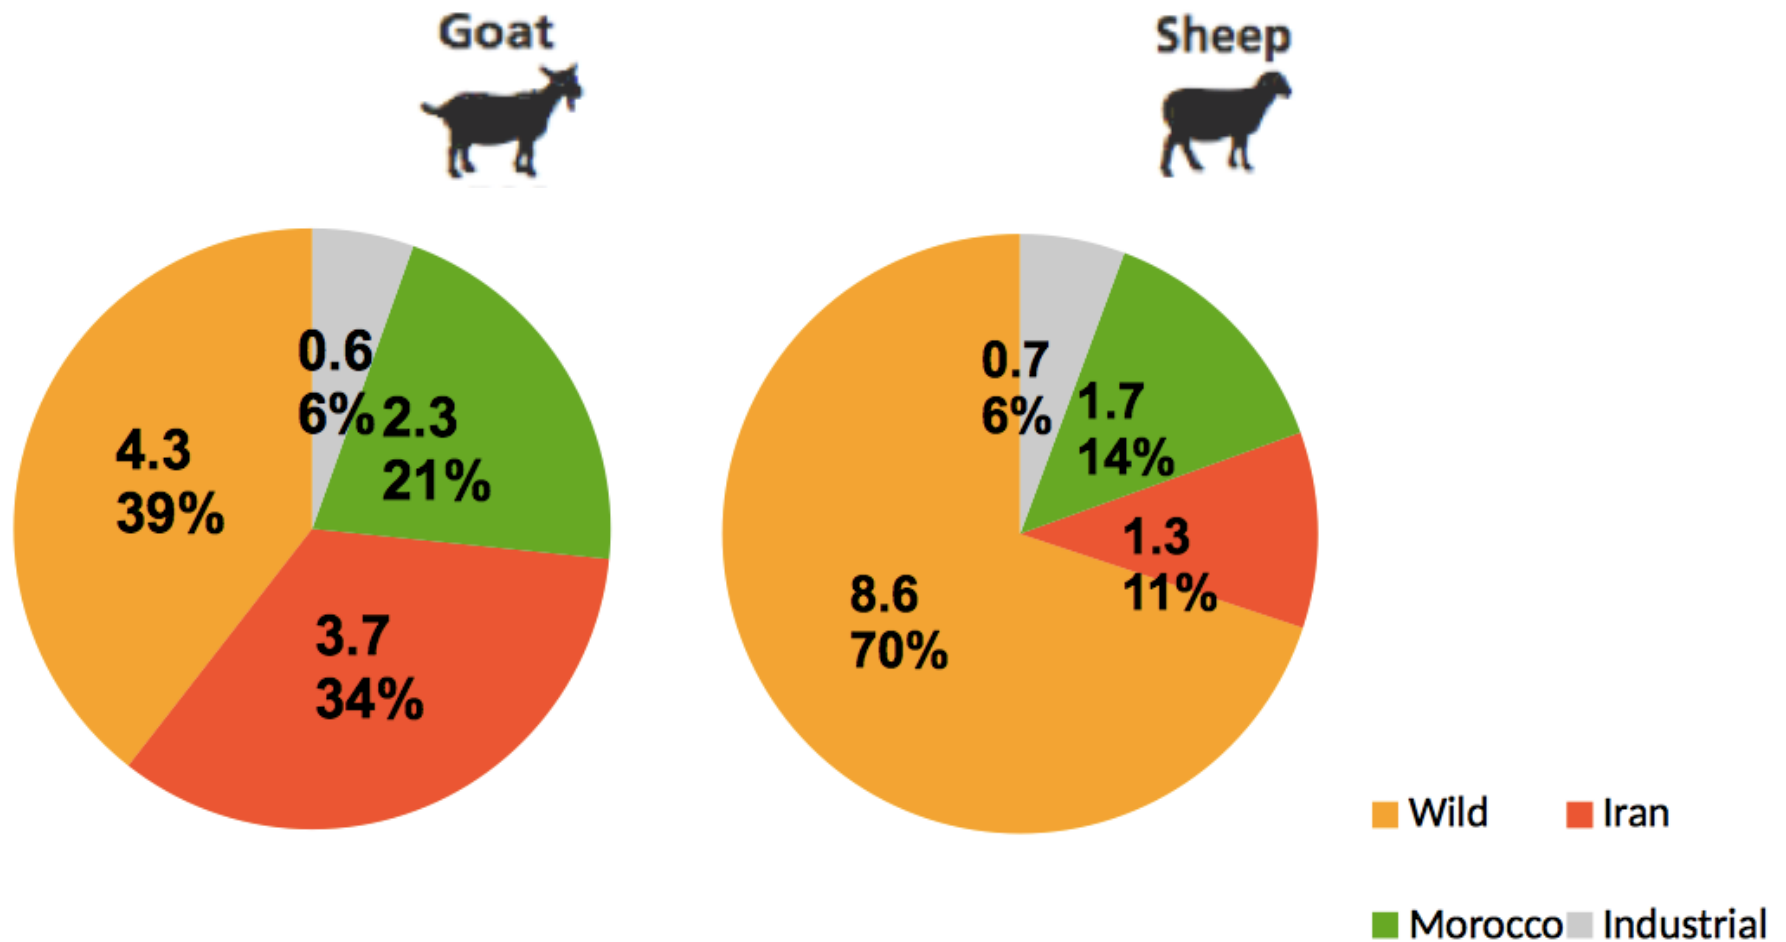 Goat
Sheep
0.6
6%
2.3
21%
4.3
39%
3.7
34%
0.7
6%
1.7
14%
1.3
11%
8.6
70%
Wild
Iran
Morocco
Industrial